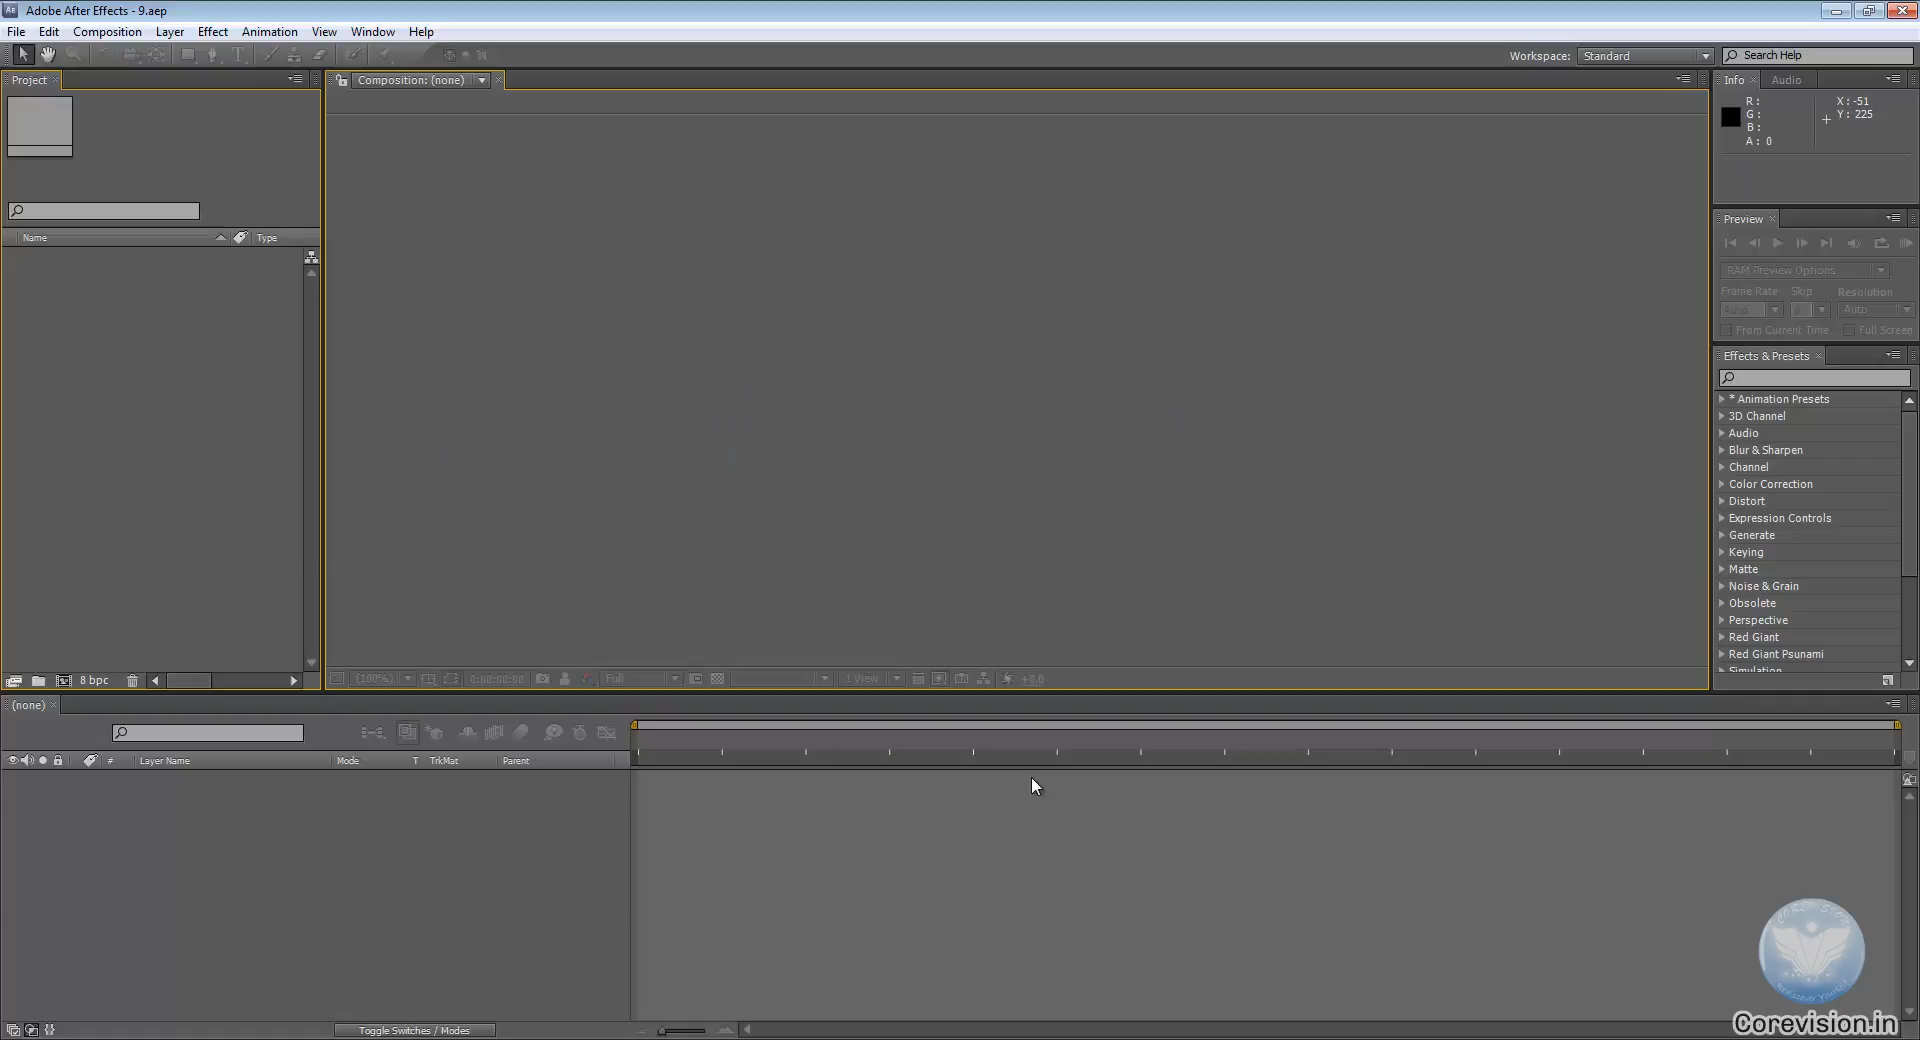 Adobe After Effects - 9.aep
File Edit Composition Layer Effect Animation View Window Help
Workspace: Standard Search Help
Project
Composition: (none)
Info Audio
R :
G :
B :
A : 0
X : -51
Y : 225
Name Type
Preview
RAM Preview Options
Frame Rate Skip Resolution
Auto 0 Auto
From Current Time Full Screen
Effects & Presets
* Animation Presets
3D Channel
Audio
Blur & Sharpen
Channel
Color Correction
Distort
Expression Controls
Generate
Keying
Matte
Noise & Grain
Obsolete
Perspective
Red Giant
Red Giant Psunami
Simulation
8 bpc
(100%) 0:00:00:00 Full 1 View +0.0
(none)
# Layer Name Mode T TrkMat Parent
Toggle Switches / Modes
Rediscover Yourself
Corevision.in